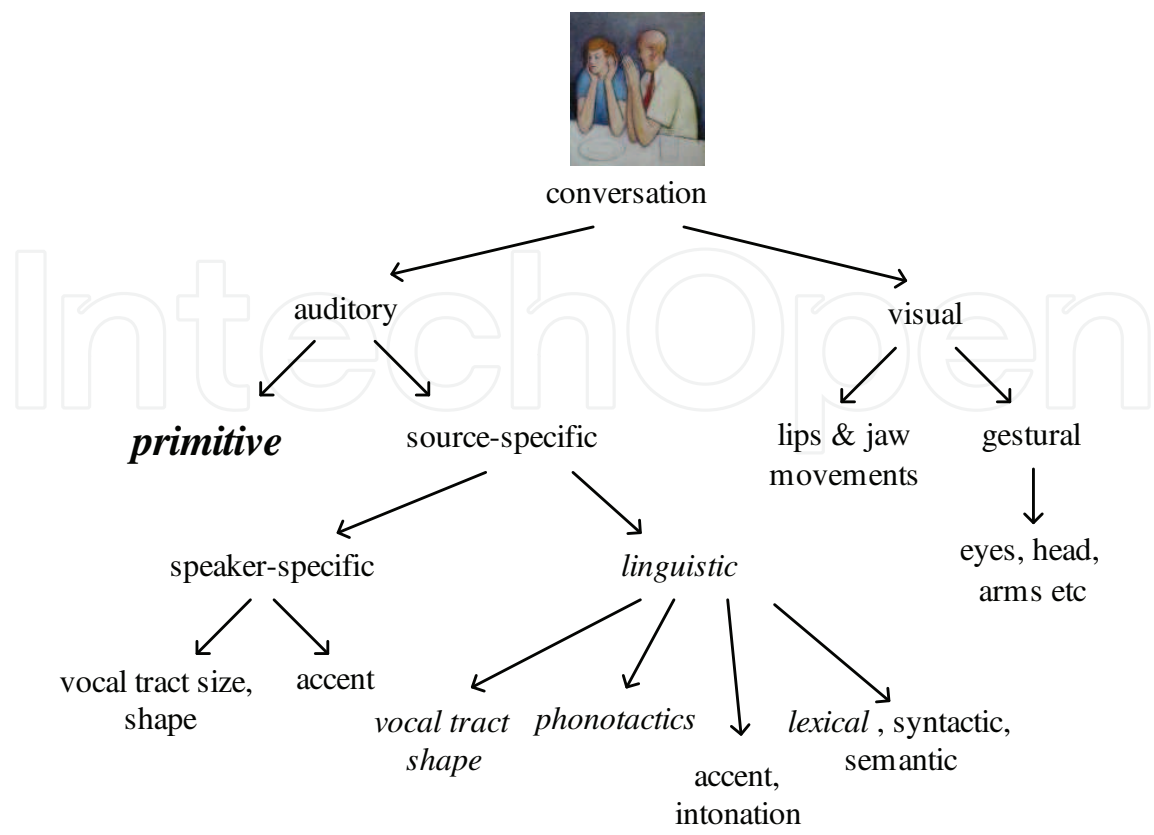 conversation
IntechOpen
auditory
visual
primitive
source-specific
lips & jaw
movements
gestural
speaker-specific
linguistic
eyes, head,
arms etc
vocal tract size,
shape
accent
vocal tract
shape
phonotactics
accent,
intonation
lexical , syntactic,
semantic